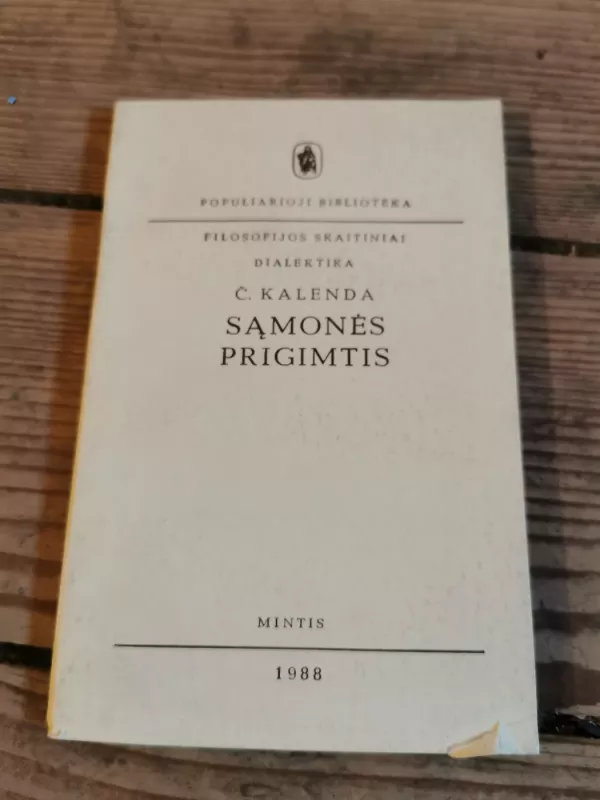 POPULIARIOJI BIBLIOTEKA
FILOSOFIJOS SKAITINIAI
DIALEKTIKA
Č. KALENDA
SĄMONĖS
PRIGIMTIS
MINTIS
1988